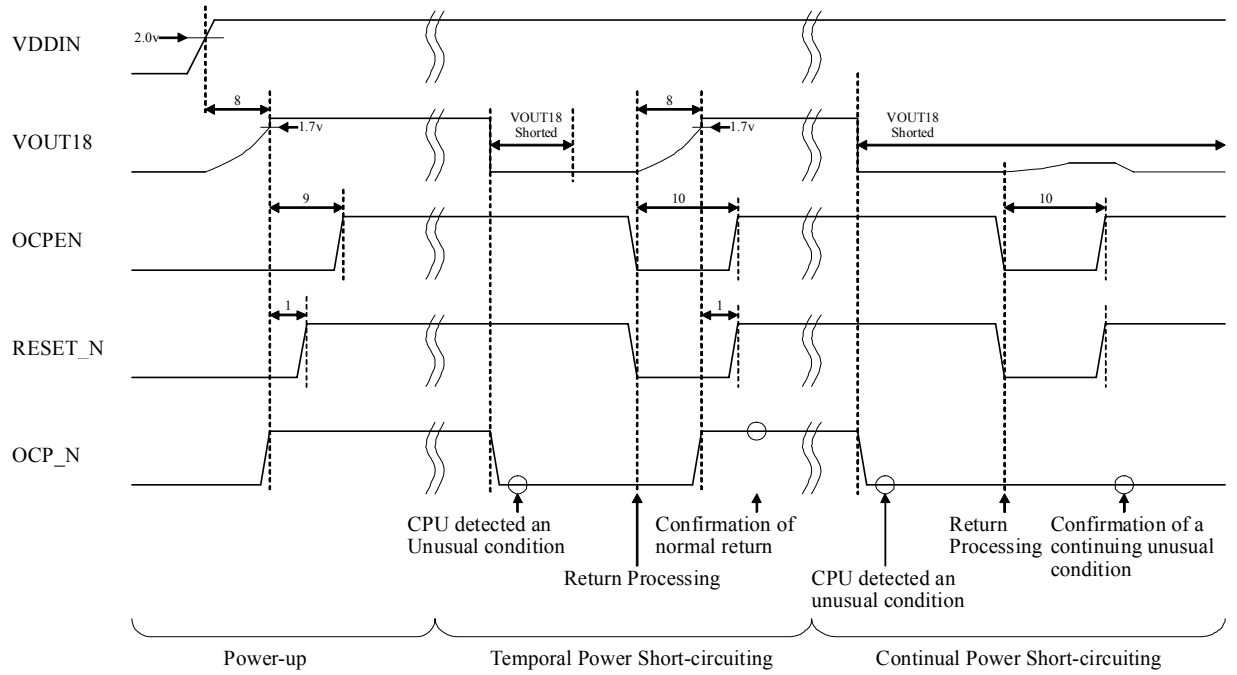 VDDIN
2.0v
8
VOUT18
1.7v
VOUT18
Shorted
8
1.7v
VOUT18
Shorted
OCPEN
9
10
10
RESET_N
1
1
OCP_N
CPU detected an
Unusual condition
Return Processing
Confirmation of
normal return
CPU detected an
unusual condition
Return
Processing
Confirmation of a
continuing unusual
condition
Power-up
Temporal Power Short-circuiting
Continual Power Short-circuiting